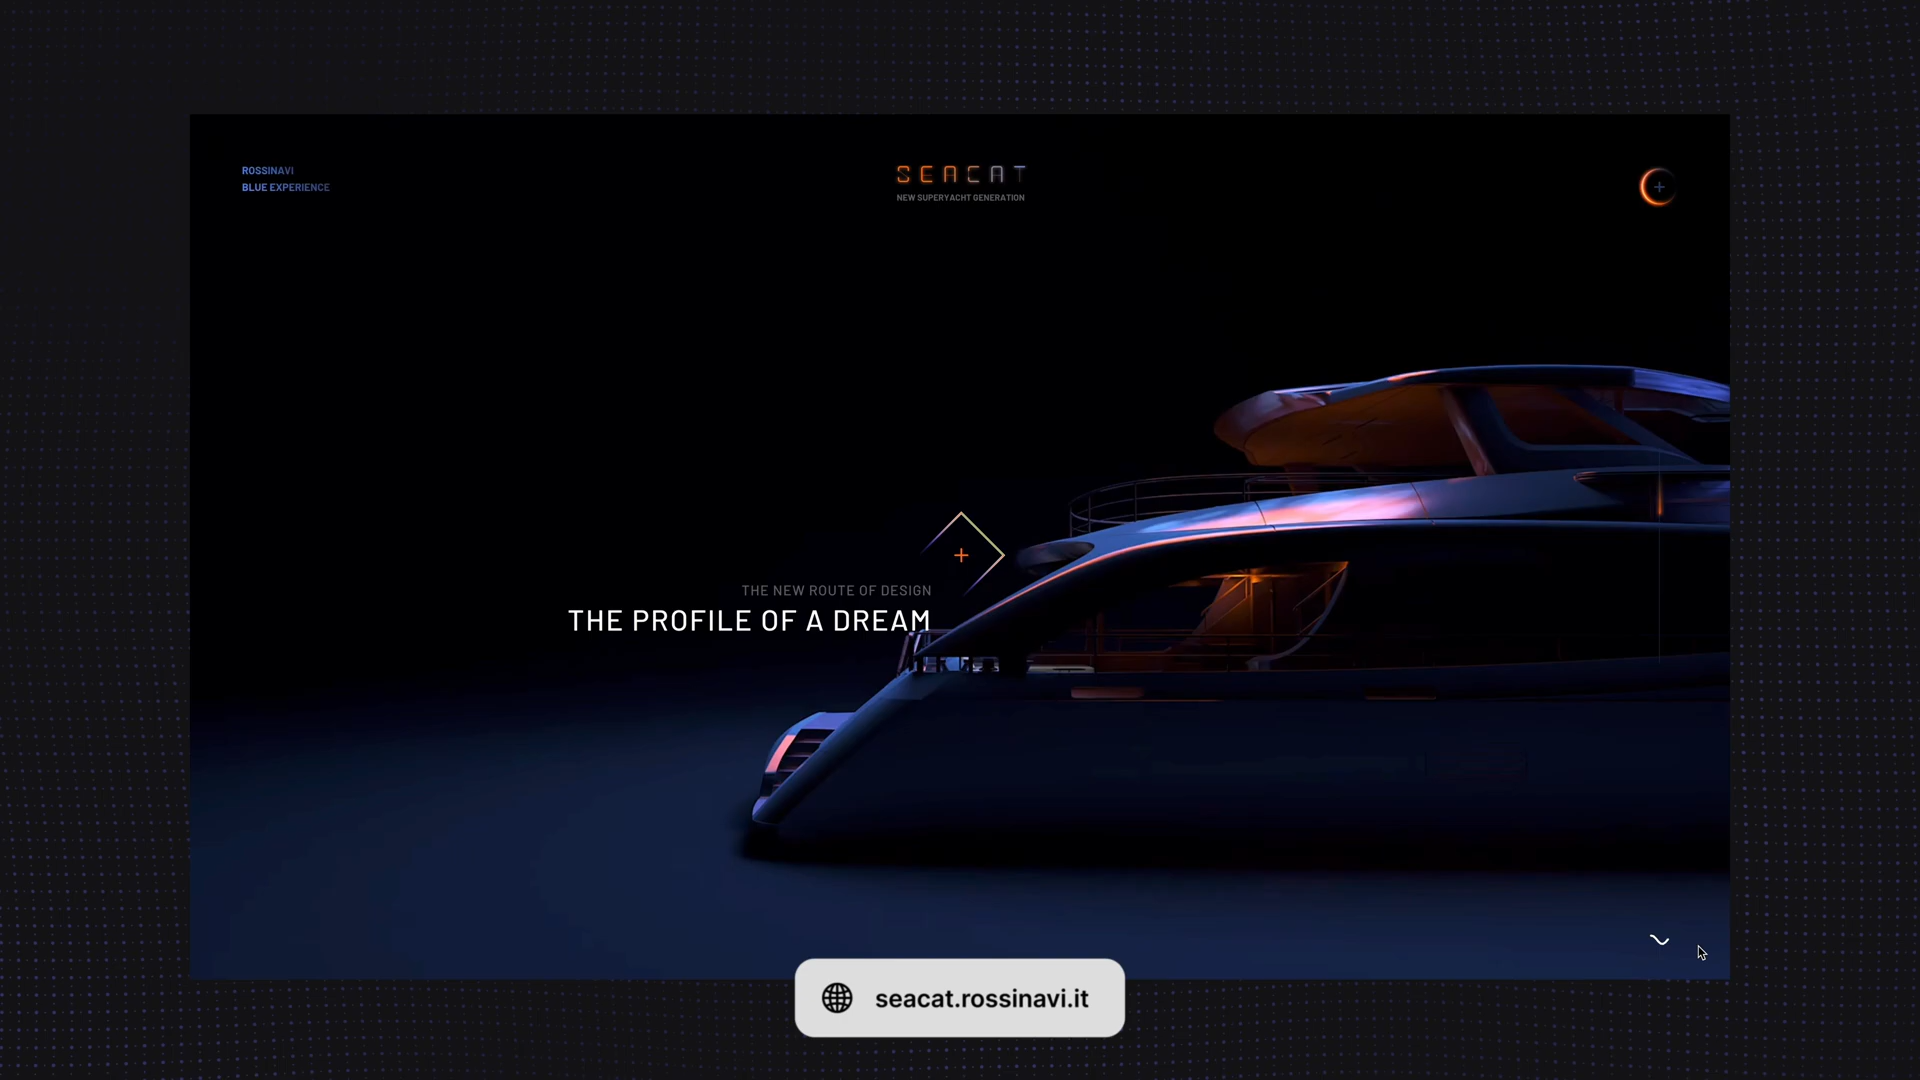 ROSSINAVI
BLUE EXPERIENCE
SEACAT
NEW SUPERYACHT GENERATION
THE NEW ROUTE OF DESIGN
THE PROFILE OF A DREAM
seacat.rossinavi.it